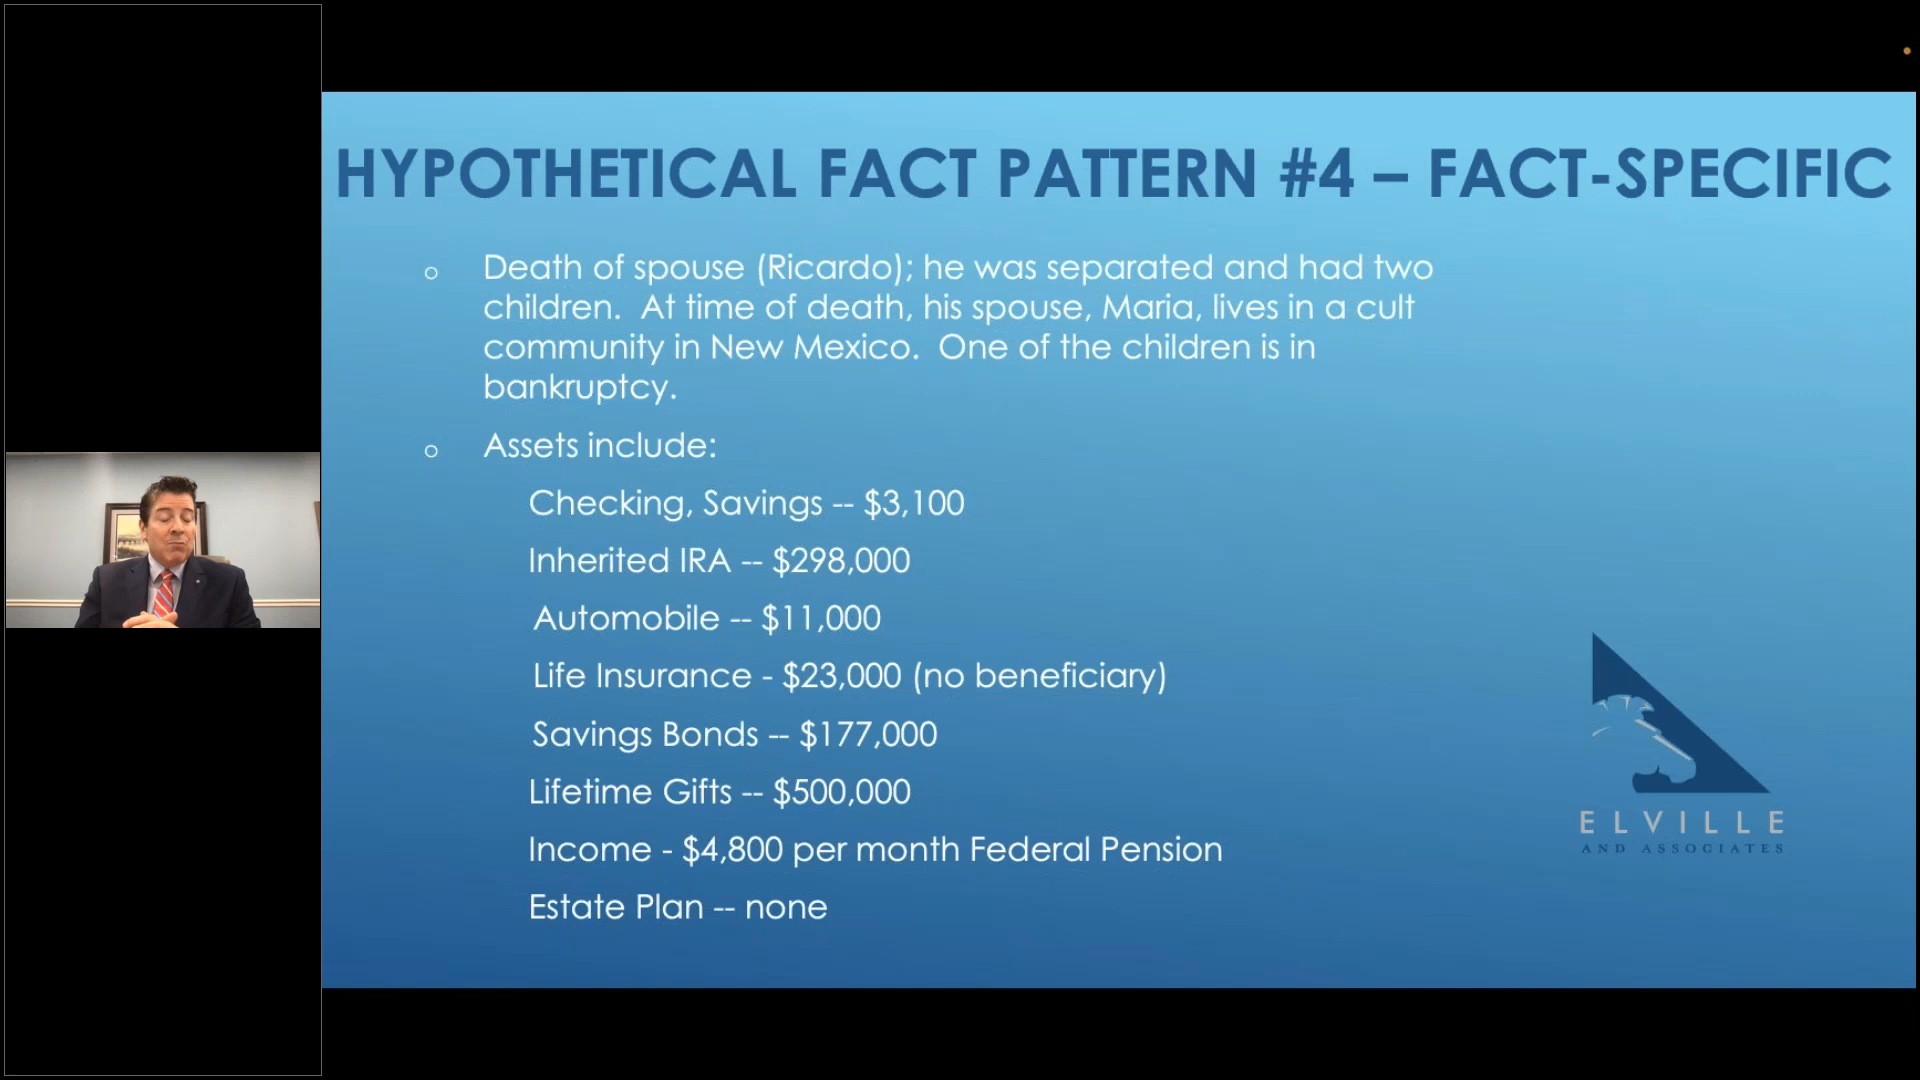 HYPOTHETICAL FACT PATTERN #4 – FACT-SPECIFIC
Death of spouse (Ricardo); he was separated and had two
children.  At time of death, his spouse, Maria, lives in a cult
community in New Mexico.  One of the children is in
bankruptcy.
Assets include:
Checking, Savings -- $3,100
Inherited IRA -- $298,000
Automobile -- $11,000
Life Insurance - $23,000 (no beneficiary)
Savings Bonds -- $177,000
Lifetime Gifts -- $500,000
Income - $4,800 per month Federal Pension
Estate Plan -- none
ELVILLE
AND ASSOCIATES